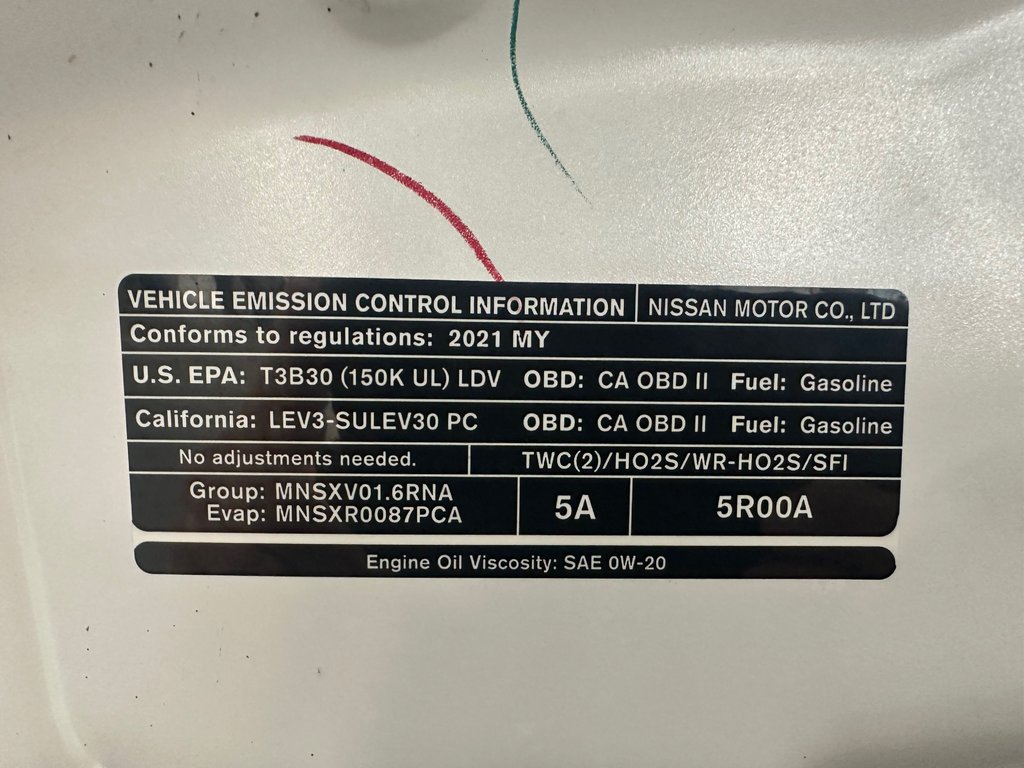 VEHICLE EMISSION CONTROL INFORMATION NISSAN MOTOR CO., LTD
Conforms to regulations: 2021 MY
U.S. EPA: T3B30 (150K UL) LDV OBD: CA OBD II Fuel: Gasoline
California: LEV3-SULEV30 PC OBD: CA OBD II Fuel: Gasoline
No adjustments needed. TWC(2)/HO2S/WR-HO2S/SFI
Group: MNSXV01.6RNA
Evap: MNSXR0087PCA
5A 5R00A
Engine Oil Viscosity: SAE 0W-20